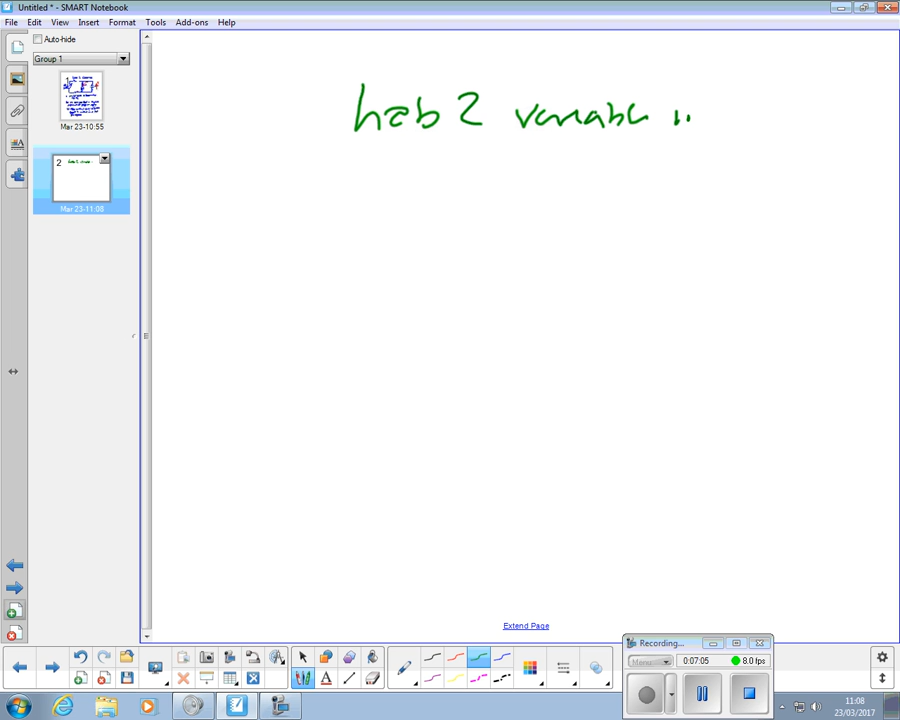 Untitled * - SMART Notebook
File Edit View Insert Format Tools Add-ons Help
Auto-hide
Group 1
Mar 23-10:55
2
Mar 23-11:08
2 variable
Extend Page
Recording...
Menu
0:07:05
8.0 fps
11:08
23/03/2017